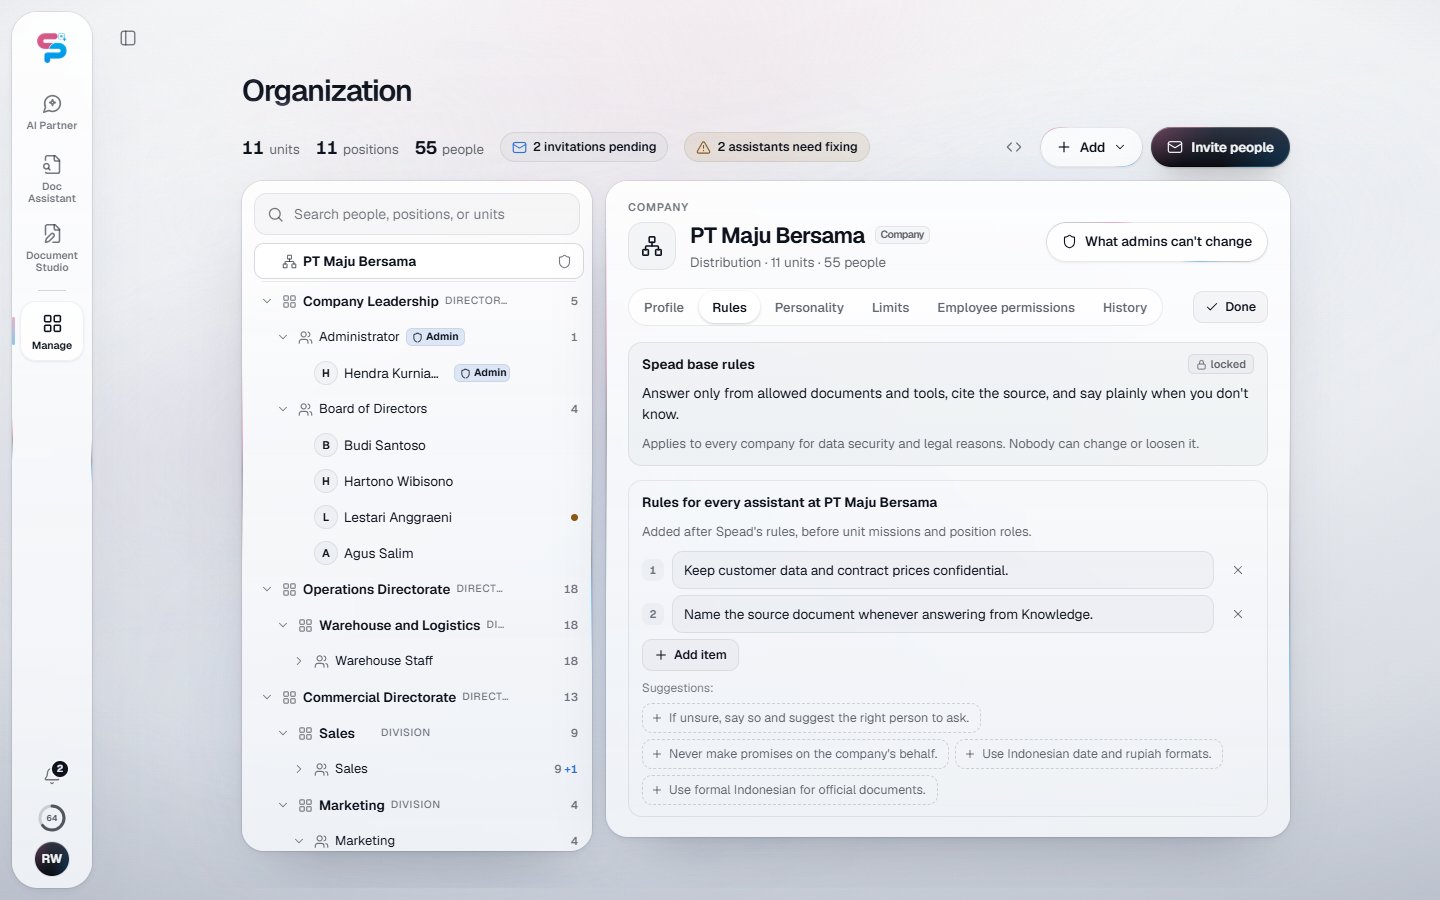 AI Partner
Doc
Assistant
Document
Studio
Manage
2
64
RW
Organization
11 units 11 positions 55 people 2 invitations pending 2 assistants need fixing
Add
Invite people
Search people, positions, or units
PT Maju Bersama
Company Leadership DIRECTOR... 5
Administrator Admin 1
H Hendra Kurnia... Admin
Board of Directors 4
B Budi Santoso
H Hartono Wibisono
L Lestari Anggraeni
A Agus Salim
Operations Directorate DIRECT... 18
Warehouse and Logistics DI... 18
Warehouse Staff 18
Commercial Directorate DIRECT... 13
Sales DIVISION 9
Sales 9 +1
Marketing DIVISION 4
Marketing 4
COMPANY
PT Maju Bersama Company
Distribution · 11 units · 55 people
What admins can't change
Profile Rules Personality Limits Employee permissions History
Done
Spead base rules
locked
Answer only from allowed documents and tools, cite the source, and say plainly when you don't
know.
Applies to every company for data security and legal reasons. Nobody can change or loosen it.
Rules for every assistant at PT Maju Bersama
Added after Spead's rules, before unit missions and position roles.
1 Keep customer data and contract prices confidential.
2 Name the source document whenever answering from Knowledge.
Add item
Suggestions:
+ If unsure, say so and suggest the right person to ask.
+ Never make promises on the company's behalf. + Use Indonesian date and rupiah formats.
+ Use formal Indonesian for official documents.